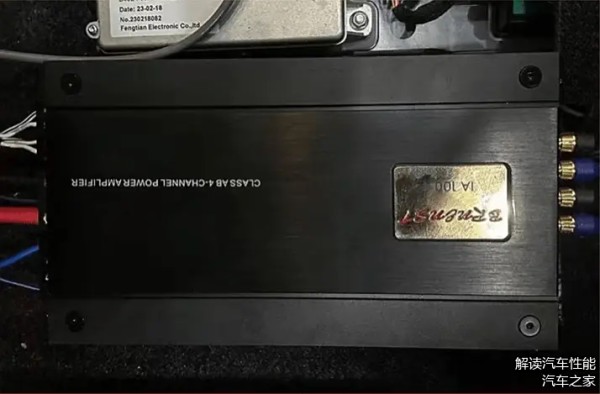 Date: 23-02-18
No.230218082
Fengtian Electronic Co.,ltd
CLASS AB 4-CHANNEL POWER AMPLIFIER
IA 100
解读汽车性能
汽车之家